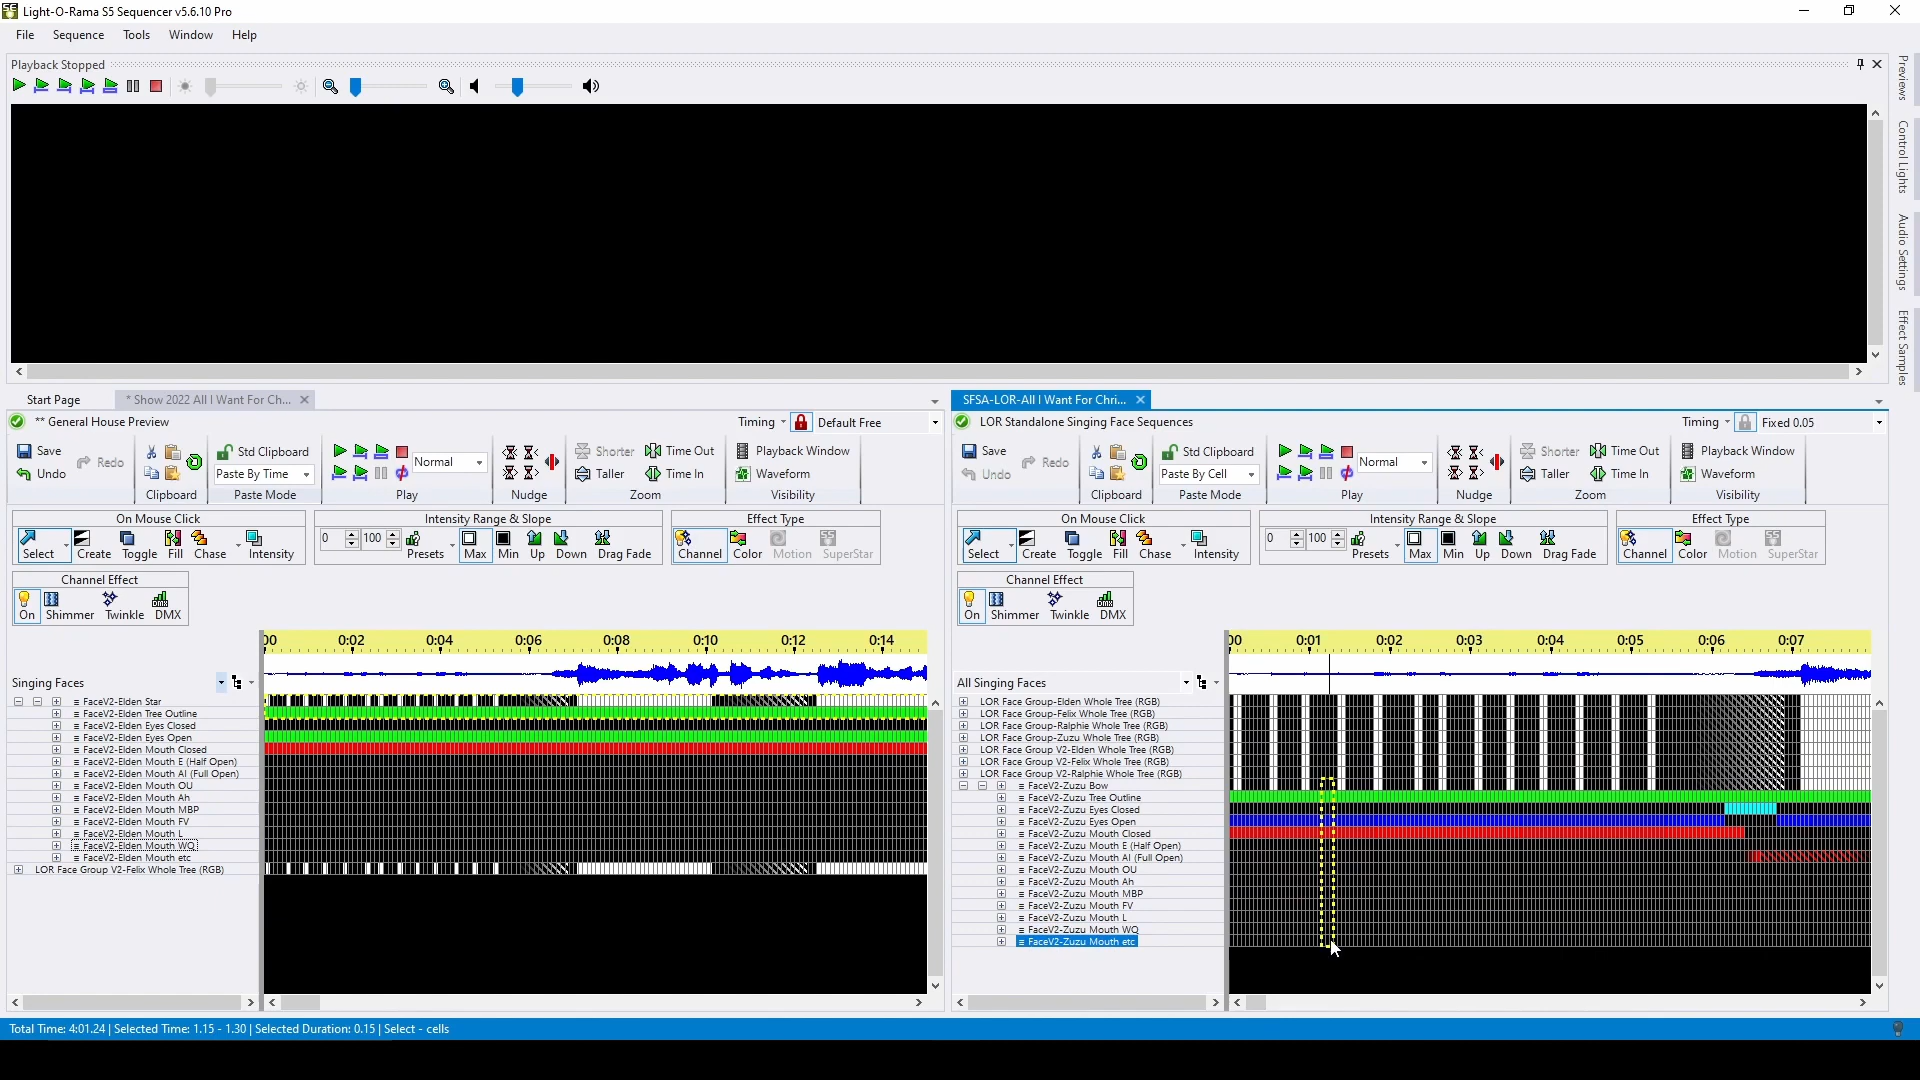 Light-O-Rama S5 Sequencer v5.6.10 Pro
File Sequence Tools Window Help
Playback Stopped
Previews
Control Lights
Audio Settings
Effect Samples
Start Page * Show 2022 All I Want For Ch...
** General House Preview Timing Default Free
Save Undo Redo Clipboard
Std Clipboard Paste By Time Paste Mode
Normal Play
Nudge
Shorter Taller Time Out Time In Zoom
Playback Window Waveform Visibility
On Mouse Click
Select Create Toggle Fill Chase Intensity
Intensity Range & Slope
0 100 Presets Max Min Up Down Drag Fade
Effect Type
Channel Color Motion SuperStar
Channel Effect
On Shimmer Twinkle DMX
00 0:02 0:04 0:06 0:08 0:10 0:12 0:14
Singing Faces
FaceV2-Elden Star
FaceV2-Elden Tree Outline
FaceV2-Elden Eyes Closed
FaceV2-Elden Eyes Open
FaceV2-Elden Mouth Closed
FaceV2-Elden Mouth E (Half Open)
FaceV2-Elden Mouth AI (Full Open)
FaceV2-Elden Mouth OU
FaceV2-Elden Mouth Ah
FaceV2-Elden Mouth MBP
FaceV2-Elden Mouth FV
FaceV2-Elden Mouth L
FaceV2-Elden Mouth WQ
FaceV2-Elden Mouth etc
LOR Face Group V2-Felix Whole Tree (RGB)
SFSA-LOR-All I Want For Chri...
LOR Standalone Singing Face Sequences Timing Fixed 0.05
Save Undo Redo Clipboard
Std Clipboard Paste By Cell Paste Mode
Normal Play
Nudge
Shorter Taller Time Out Time In Zoom
Playback Window Waveform Visibility
On Mouse Click
Select Create Toggle Fill Chase Intensity
Intensity Range & Slope
0 100 Presets Max Min Up Down Drag Fade
Effect Type
Channel Color Motion SuperStar
Channel Effect
On Shimmer Twinkle DMX
00 0:01 0:02 0:03 0:04 0:05 0:06 0:07
All Singing Faces
LOR Face Group-Elden Whole Tree (RGB)
LOR Face Group-Felix Whole Tree (RGB)
LOR Face Group-Ralphie Whole Tree (RGB)
LOR Face Group-Zuzu Whole Tree (RGB)
LOR Face Group V2-Elden Whole Tree (RGB)
LOR Face Group V2-Felix Whole Tree (RGB)
LOR Face Group V2-Ralphie Whole Tree (RGB)
FaceV2-Zuzu Bow
FaceV2-Zuzu Tree Outline
FaceV2-Zuzu Eyes Closed
FaceV2-Zuzu Eyes Open
FaceV2-Zuzu Mouth Closed
FaceV2-Zuzu Mouth E (Half Open)
FaceV2-Zuzu Mouth AI (Full Open)
FaceV2-Zuzu Mouth OU
FaceV2-Zuzu Mouth Ah
FaceV2-Zuzu Mouth MBP
FaceV2-Zuzu Mouth FV
FaceV2-Zuzu Mouth L
FaceV2-Zuzu Mouth WQ
FaceV2-Zuzu Mouth etc
Total Time: 4:01.24 | Selected Time: 1.15 - 1.30 | Selected Duration: 0.15 | Select - cells